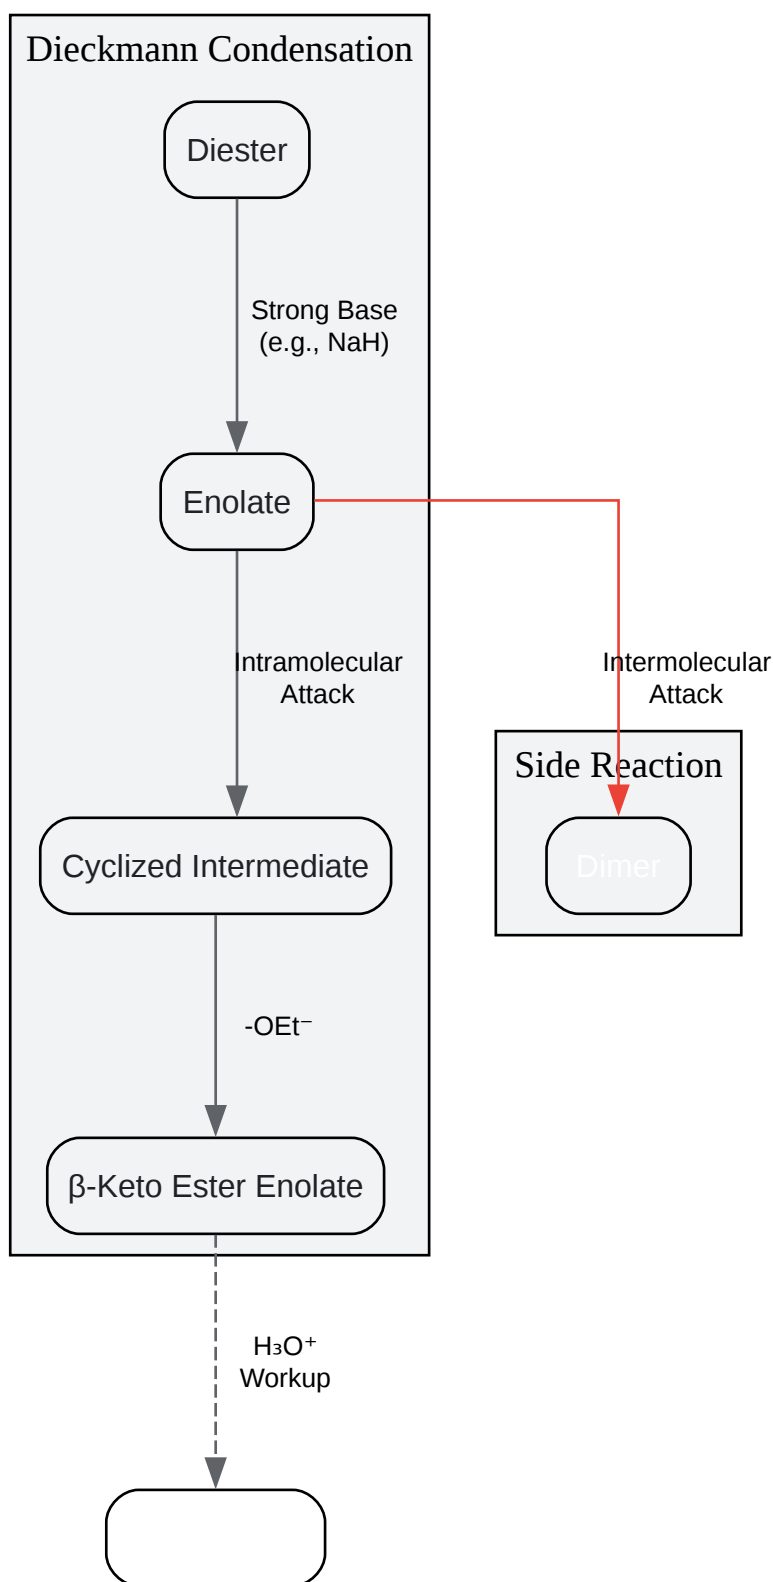 Dieckmann Condensation
Diester
Strong Base
(e.g., NaH)
Enolate
Intramolecular
Attack
Intermolecular
Attack
Side Reaction
Cyclized Intermediate
Dimer
-OEt⁻
β-Keto Ester Enolate
H₃O⁺
Workup